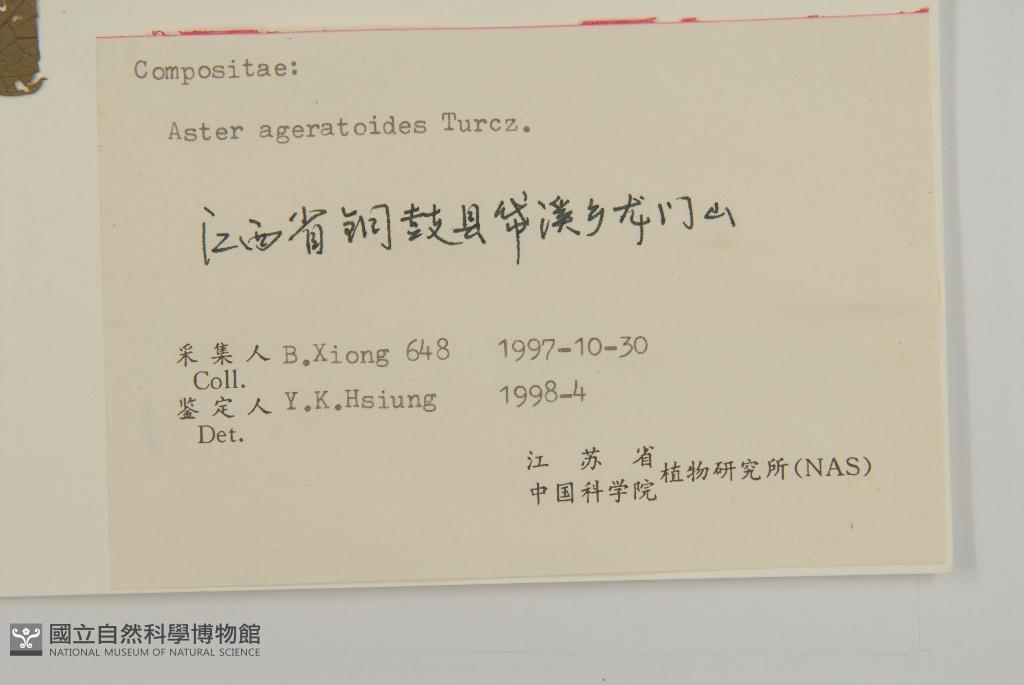 Compositae:
Aster ageratoides Turcz.
江西省铜鼓县带溪乡龙门山
采集人 B.Xiong 648 1997-10-30
Coll.
鉴定人 Y.K.Hsiung 1998-4
Det.
江苏省
中国科学院 植物研究所(NAS)
國立自然科學博物館
NATIONAL MUSEUM OF NATURAL SCIENCE